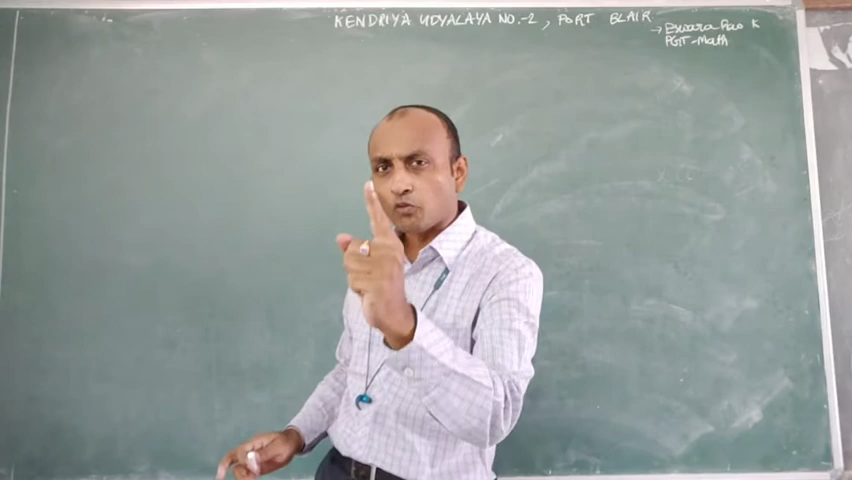 KENDRIYA VIDYALAYA NO.-2, PORT BLAIR
→ Eswara Rao K
PGT-Math